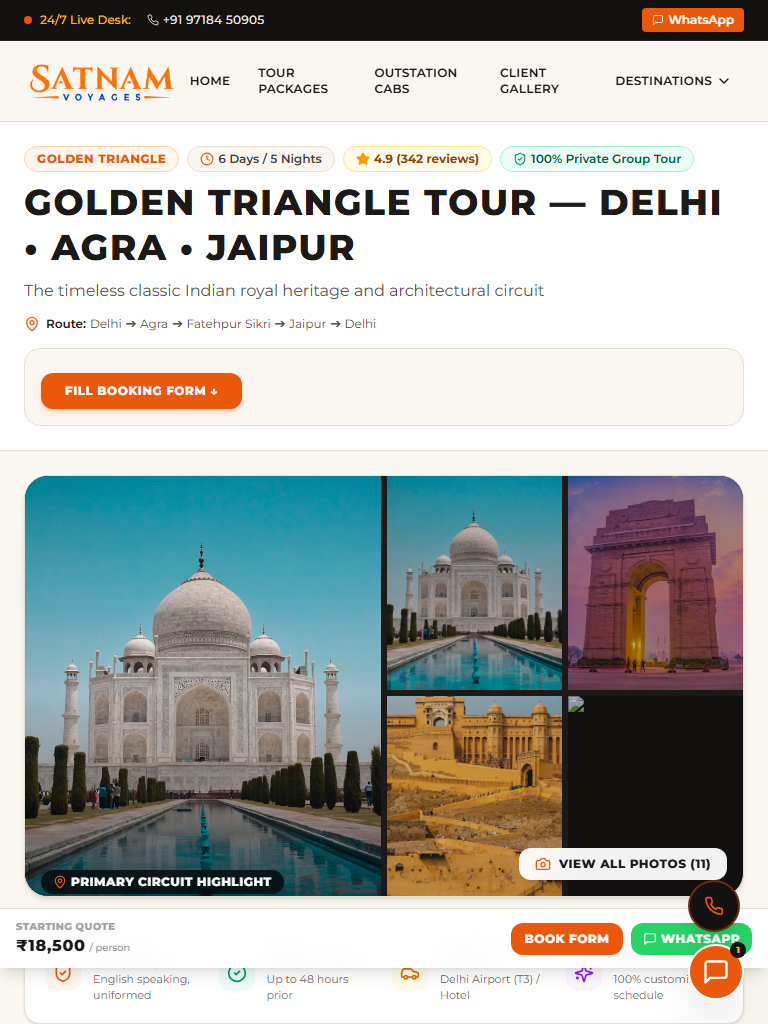 24/7 Live Desk: +91 97184 50905 WhatsApp
SATNAM
VOYAGES
HOME
TOUR
PACKAGES
OUTSTATION
CABS
CLIENT
GALLERY
DESTINATIONS
GOLDEN TRIANGLE 6 Days / 5 Nights 4.9 (342 reviews) 100% Private Group Tour
GOLDEN TRIANGLE TOUR — DELHI
• AGRA • JAIPUR
The timeless classic Indian royal heritage and architectural circuit
Route: Delhi ➔ Agra ➔ Fatehpur Sikri ➔ Jaipur ➔ Delhi
FILL BOOKING FORM ↓
VIEW ALL PHOTOS (11)
PRIMARY CIRCUIT HIGHLIGHT
STARTING QUOTE
₹18,500 / person
BOOK FORM
WHATSAPP
1
English speaking,
uniformed
Up to 48 hours
prior
Delhi Airport (T3) /
Hotel
100%
schedule